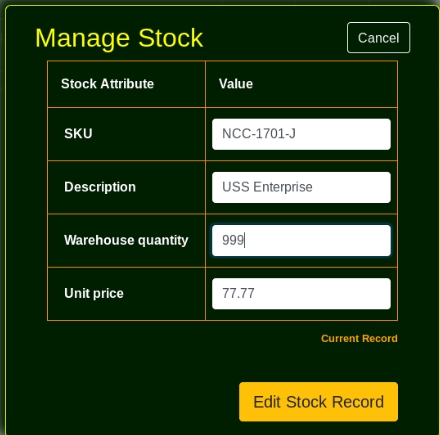 Manage Stock
Cancel
Stock Attribute Value
SKU NCC-1701-J
Description USS Enterprise
Warehouse quantity 999
Unit price 77.77
Current Record
Edit Stock Record